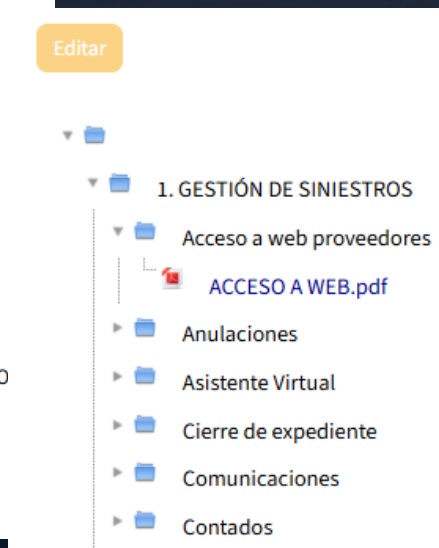 Editar
1. GESTIÓN DE SINIESTROS
Acceso a web proveedores
ACCESO A WEB.pdf
Anulaciones
Asistente Virtual
Cierre de expediente
Comunicaciones
Contados